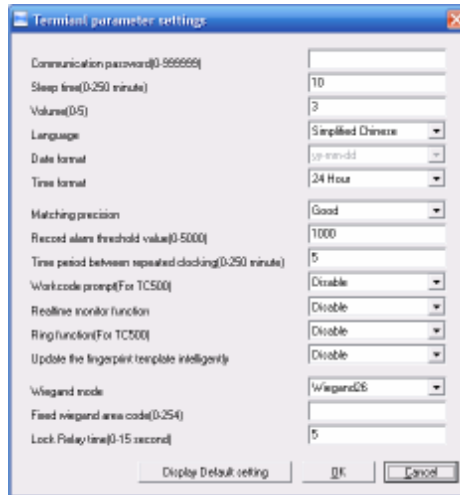 Termianl parameter settings
Communication password(0-999999)
Sleep time(0-250 minute) 10
Volume(0-5) 3
Language Simplified Chinese
Date format yy-mm-dd
Time format 24 Hour
Matching precision Good
Record alarm threshold value(0-5000) 1000
Time period between repeated clocking(0-250 minute) 5
Workcode prompt(For TC500) Disable
Realtime monitor function Disable
Ring function(For TC500) Disable
Update the fingerprint template intelligently Disable
Wiegand mode Wiegand26
Fixed wiegand area code(0-254)
Lock Relay time(0-15 second) 5
Display Default setting OK Cancel